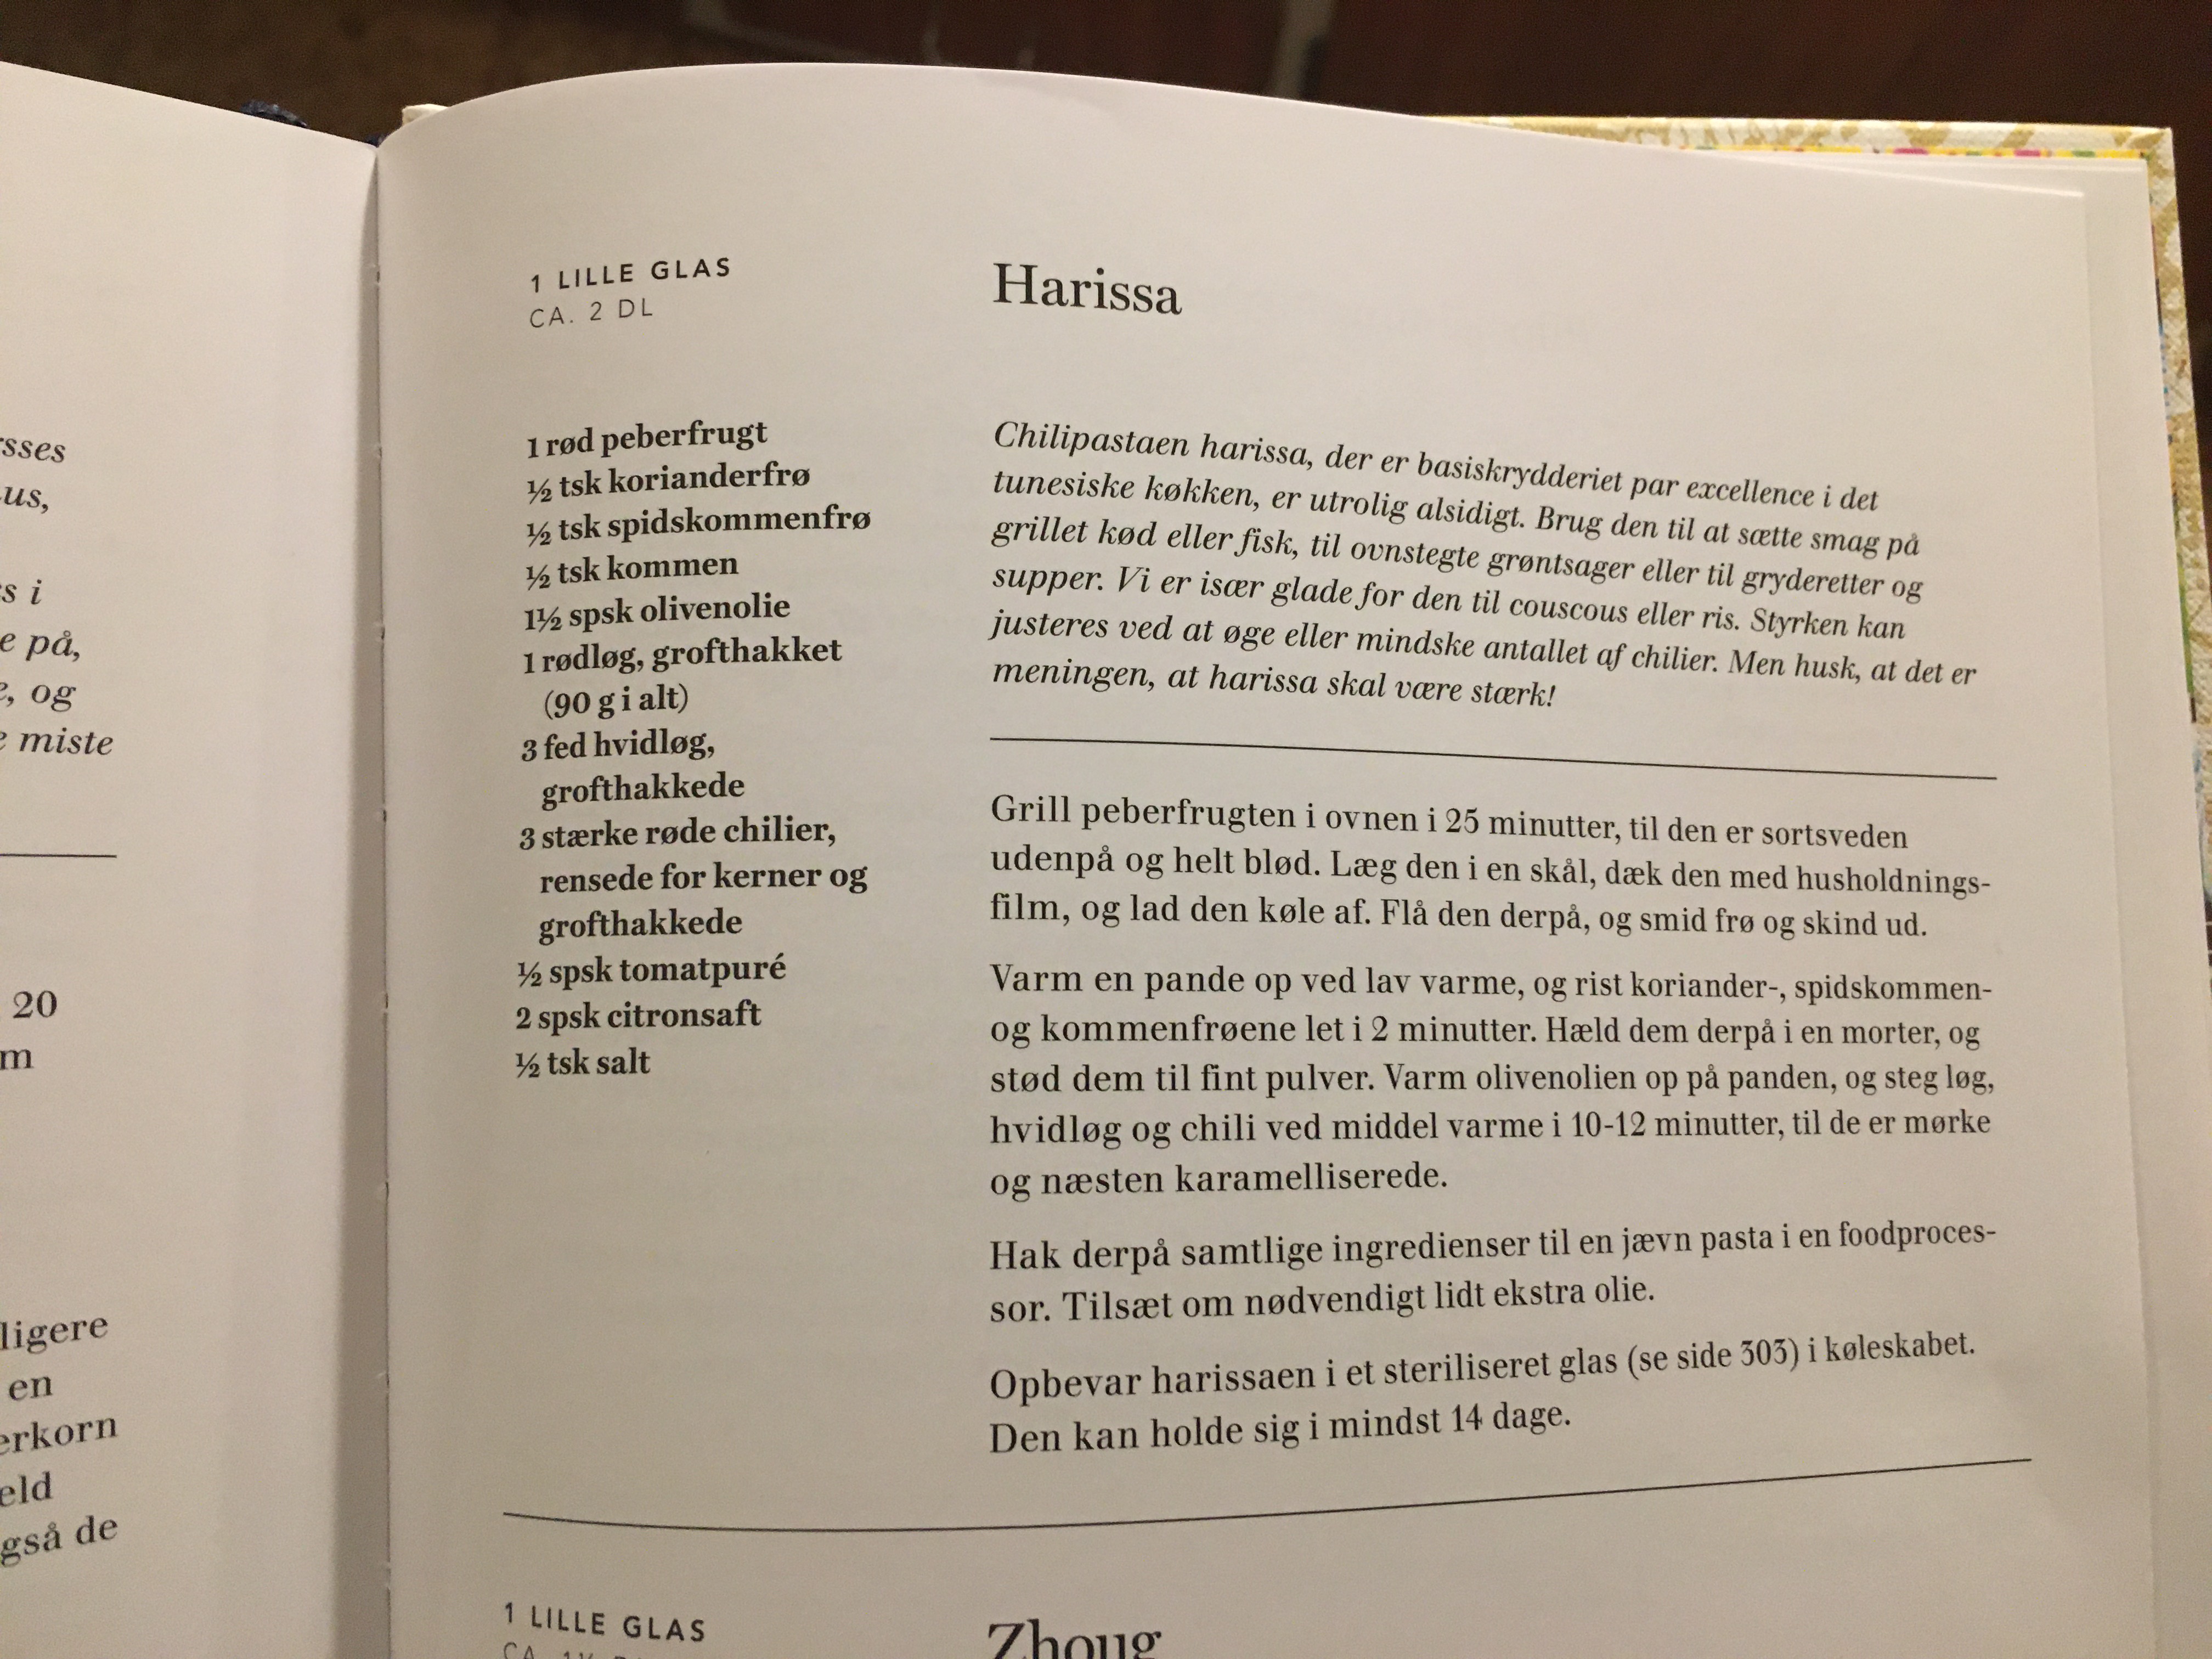 sses
us,
i
på,
og
miste
20
ligere
en
eld
de
1 LILLE GLAS
CA. 2 DL
Harissa
1 rød peberfrugt
½ tsk korianderfrø
½ tsk spidskommenfrø
½ tsk kommen
1½ spsk olivenolie
1 rødløg, grofthakket
(90 g i alt)
3 fed hvidløg,
grofthakkede
3 stærke røde chilier,
rensede for kerner og
grofthakkede
½ spsk tomatpuré
2 spsk citronsaft
½ tsk salt
Chilipastaen harissa, der er basiskrydderiet par excellence i det
tunesiske køkken, er utrolig alsidigt. Brug den til at sætte smag på
grillet kød eller fisk, til ovnstegte grøntsager eller til gryderetter og
supper. Vi er især glade for den til couscous eller ris. Styrken kan
justeres ved at øge eller mindske antallet af chilier. Men husk, at det er
meningen, at harissa skal være stærk!
Grill peberfrugten i ovnen i 25 minutter, til den er sortsveden
udenpå og helt blød. Læg den i en skål, dæk den med husholdnings-
film, og lad den køle af. Flå den derpå, og smid frø og skind ud.
Varm en pande op ved lav varme, og rist koriander-, spidskommen-
og kommenfrøene let i 2 minutter. Hæld dem derpå i en morter, og
stød dem til fint pulver. Varm olivenolien op på panden, og steg løg,
hvidløg og chili ved middel varme i 10-12 minutter, til de er mørke
og næsten karamelliserede.
Hak derpå samtlige ingredienser til en jævn pasta i en foodproces-
sor. Tilsæt om nødvendigt lidt ekstra olie.
Opbevar harissaen i et steriliseret glas (se side 303) i køleskabet.
Den kan holde sig i mindst 14 dage.
1 LILLE GLAS
Zhoug